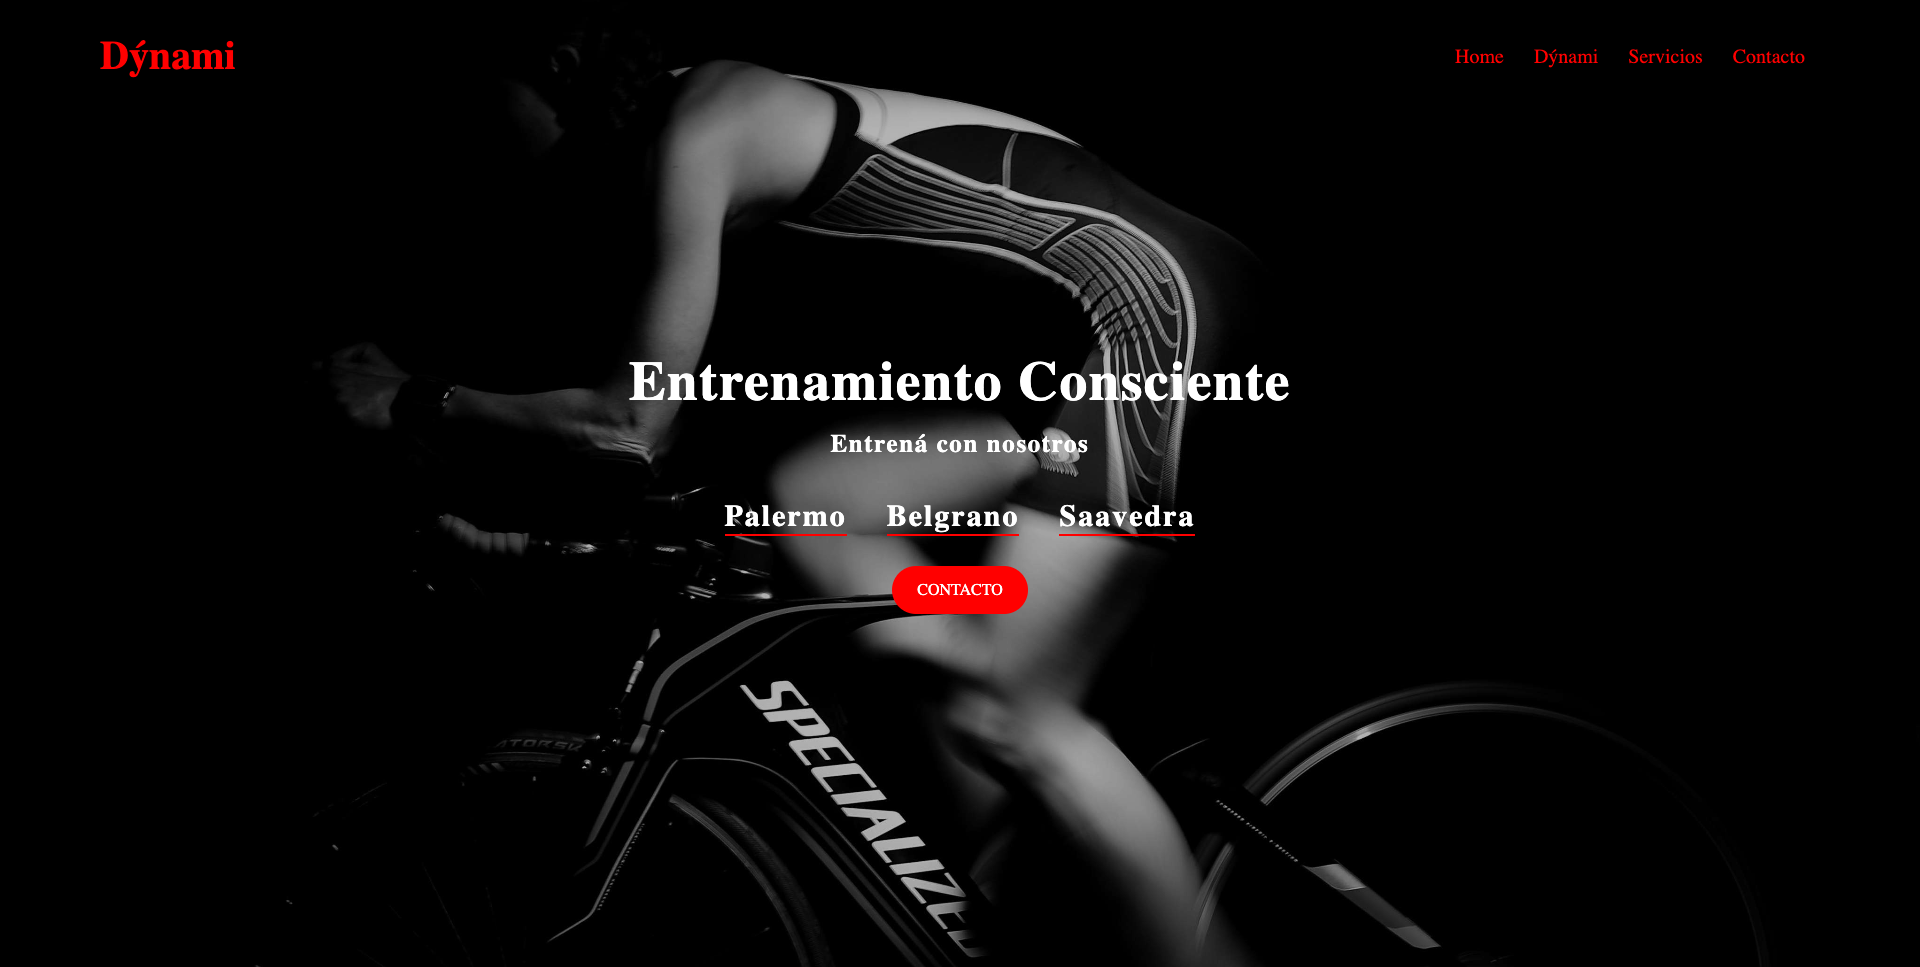 Dýnami
Home Dýnami Servicios Contacto
Entrenamiento Consciente
Entrená con nosotros
Palermo Belgrano Saavedra
CONTACTO
SPECIALIZED